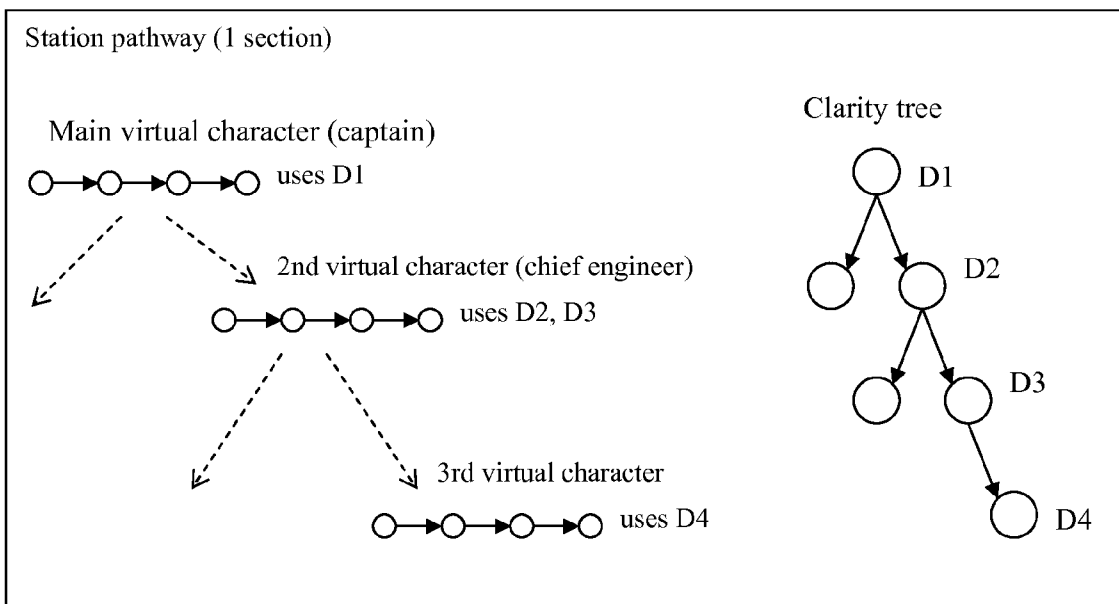 Station pathway (1 section)
Main virtual character (captain)
uses D1
2nd virtual character (chief engineer)
uses D2, D3
3rd virtual character
uses D4
Clarity tree
D1
D2
D3
D4